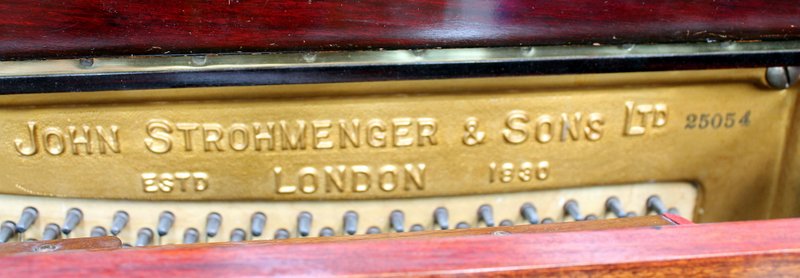 JOHN STROHMENGER & SONS LTD 25054
ESTD LONDON 1830